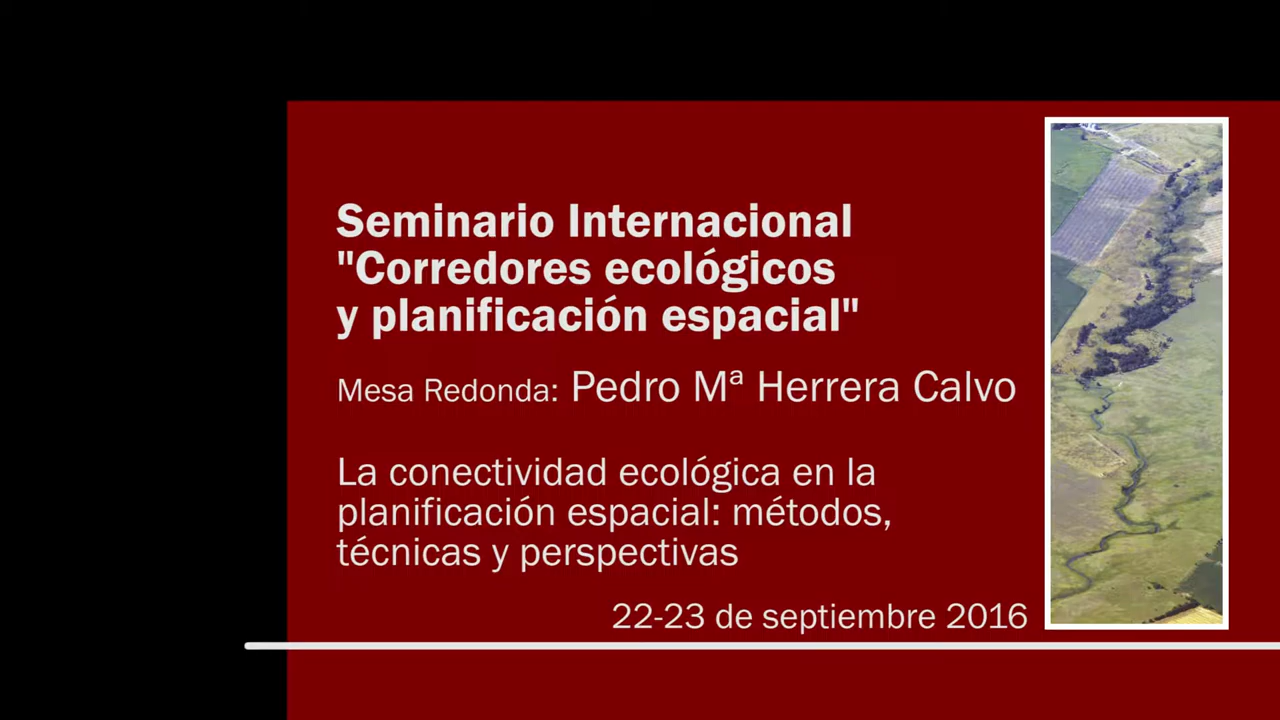 Seminario Internacional
"Corredores ecológicos
y planificación espacial"
Mesa Redonda: Pedro Mª Herrera Calvo
La conectividad ecológica en la
planificación espacial: métodos,
técnicas y perspectivas
22-23 de septiembre 2016